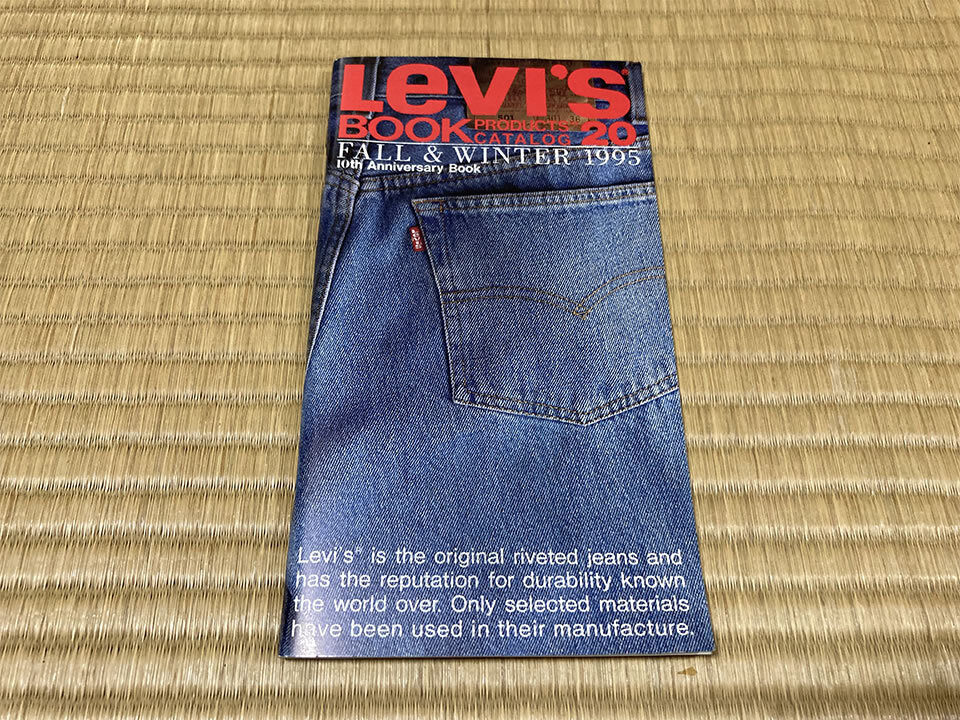 Levi's®
BOOK PRODUCTS CATALOG 20
FALL & WINTER 1995
10th Anniversary Book
Levi's® is the original riveted jeans and
has the reputation for durability known
the world over. Only selected materials
have been used in their manufacture.